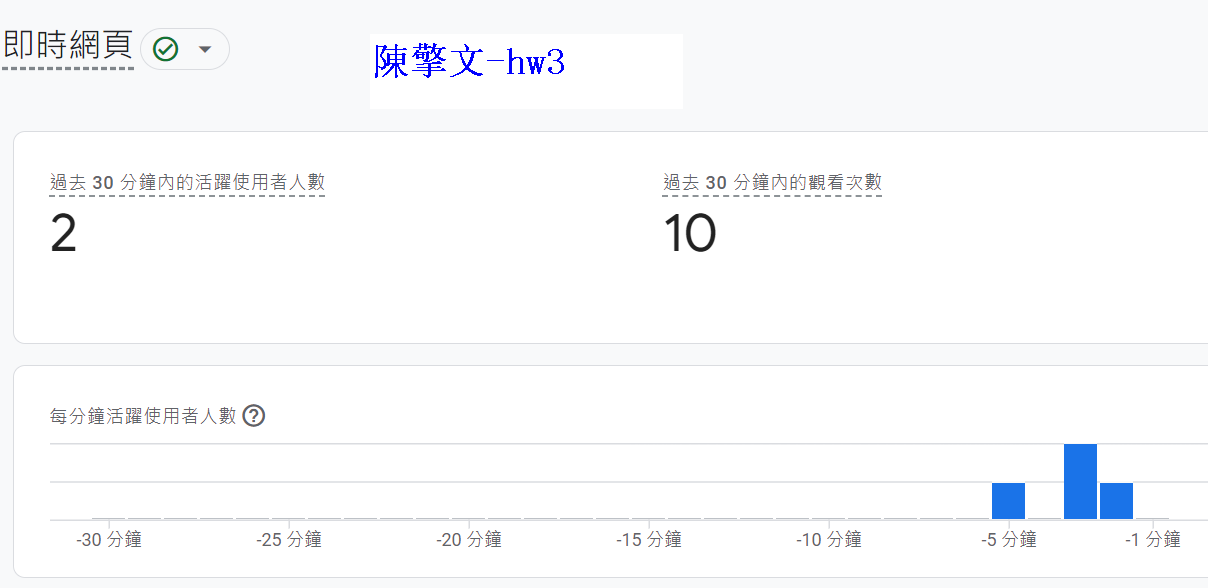 即時網頁
陳擎文-hw3
過去 30 分鐘內的活躍使用者人數
過去 30 分鐘內的觀看次數
2
10
每分鐘活躍使用者人數
-30 分鐘 -25 分鐘 -20 分鐘 -15 分鐘 -10 分鐘 -5 分鐘 -1 分鐘